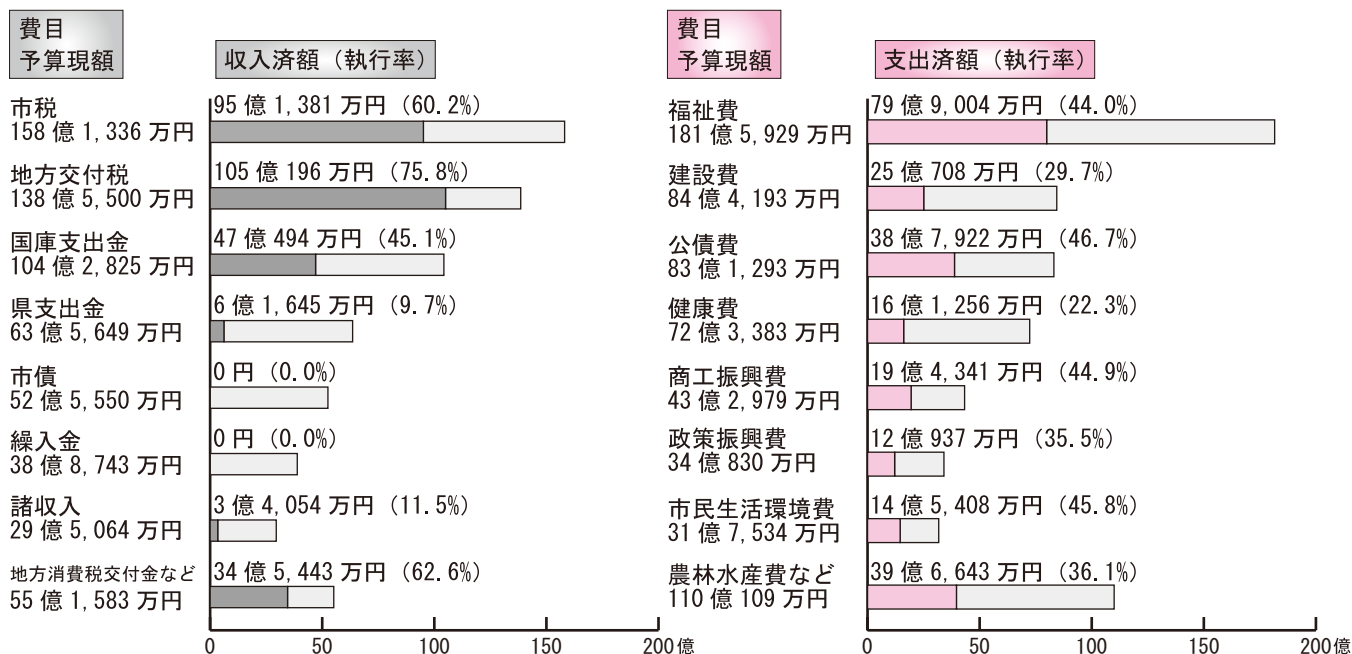 費目
予算現額
収入済額（執行率）
市税
158億1,336万円
95億1,381万円（60.2%）
地方交付税
138億5,500万円
105億196万円（75.8%）
国庫支出金
104億2,825万円
47億494万円（45.1%）
県支出金
63億5,649万円
6億1,645万円（9.7%）
市債
52億5,550万円
0円（0.0%）
繰入金
38億8,743万円
0円（0.0%）
諸収入
29億5,064万円
3億4,054万円（11.5%）
地方消費税交付金など
55億1,583万円
34億5,443万円（62.6%）
0 50 100 150 200億
費目
予算現額
支出済額（執行率）
福祉費
181億5,929万円
79億9,004万円（44.0%）
建設費
84億4,193万円
25億708万円（29.7%）
公債費
83億1,293万円
38億7,922万円（46.7%）
健康費
72億3,383万円
16億1,256万円（22.3%）
商工振興費
43億2,979万円
19億4,341万円（44.9%）
政策振興費
34億830万円
12億937万円（35.5%）
市民生活環境費
31億7,534万円
14億5,408万円（45.8%）
農林水産費など
110億109万円
39億6,643万円（36.1%）
0 50 100 150 200億